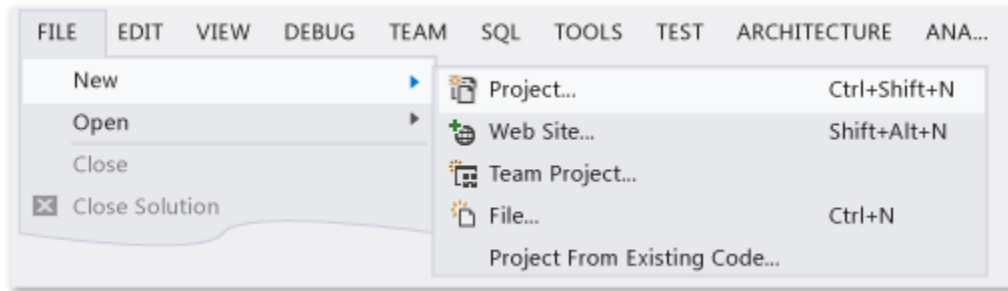 FILE EDIT VIEW DEBUG TEAM SQL TOOLS TEST ARCHITECTURE ANA...
New
Open
Close
Close Solution
Project... Ctrl+Shift+N
Web Site... Shift+Alt+N
Team Project...
File... Ctrl+N
Project From Existing Code...